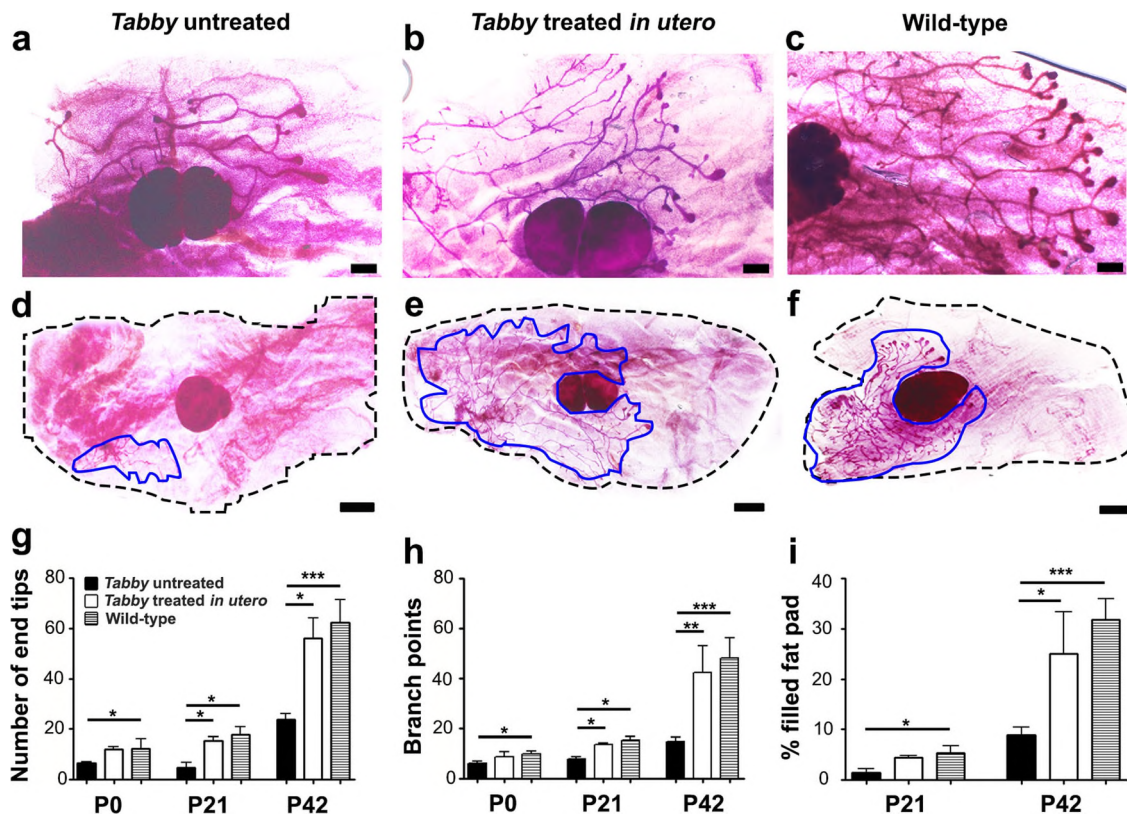 Tabby untreated
Tabby treated in utero
Wild-type
a
b
c
d
e
f
g
h
i
Number of end tips
80
60
40
20
0
Tabby untreated
Tabby treated in utero
Wild-type
*
*
*
*
***
P0
P21
P42
Branch points
80
60
40
20
0
*
*
*
**
***
P0
P21
P42
% filled fat pad
40
30
20
10
0
*
*
***
P21
P42